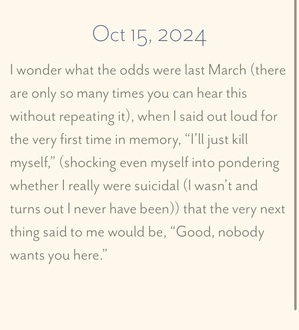 Oct 15, 2024
I wonder what the odds were last March (there
are only so many times you can hear this
without repeating it), when I said out loud for
the very first time in memory, “I’ll just kill
myself,” (shocking even myself into pondering
whether I really were suicidal (I wasn’t and
turns out I never have been)) that the very next
thing said to me would be, “Good, nobody
wants you here.”